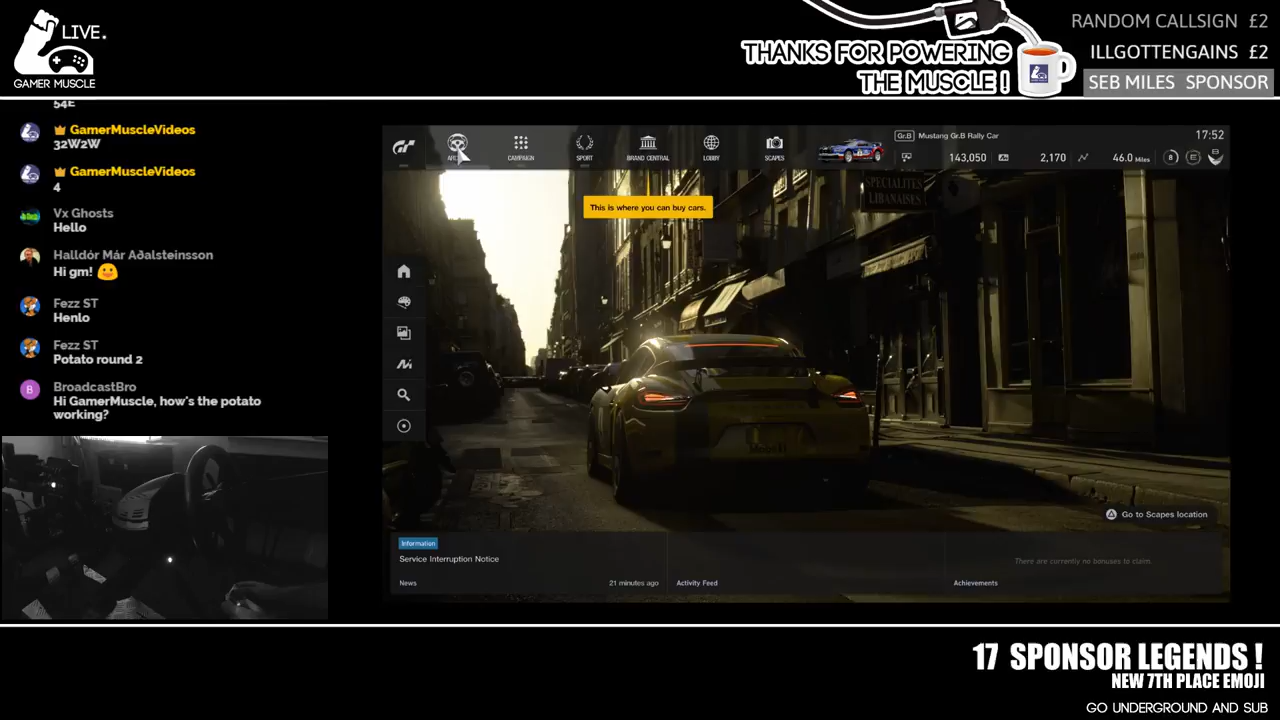 LIVE.
GAMER MUSCLE
THANKS FOR POWERING
THE MUSCLE !
RANDOM CALLSIGN £2
ILLGOTTENGAINS £2
SEB MILES SPONSOR
54E
GamerMuscleVideos
32W2W
GamerMuscleVideos
4
Vx Ghosts
Hello
Halldór Már Aðalsteinsson
Hi gm!
Fezz ST
Henlo
Fezz ST
Potato round 2
BroadcastBro
Hi GamerMuscle, how's the potato
working?
CAMPAIGN
SPORT
BRAND CENTRAL
LOBBY
SCAPES
Gr.B Mustang Gr.B Rally Car
17:52
143,050
2,170
46.0 Miles
8
E
This is where you can buy cars.
SPECIALITES
LIBANAISES
Go to Scapes location
Information
Service Interruption Notice
News
21 minutes ago
Activity Feed
There are currently no bonuses to claim.
Achievements
17 SPONSOR LEGENDS !
NEW 7TH PLACE EMOJI
GO UNDERGROUND AND SUB